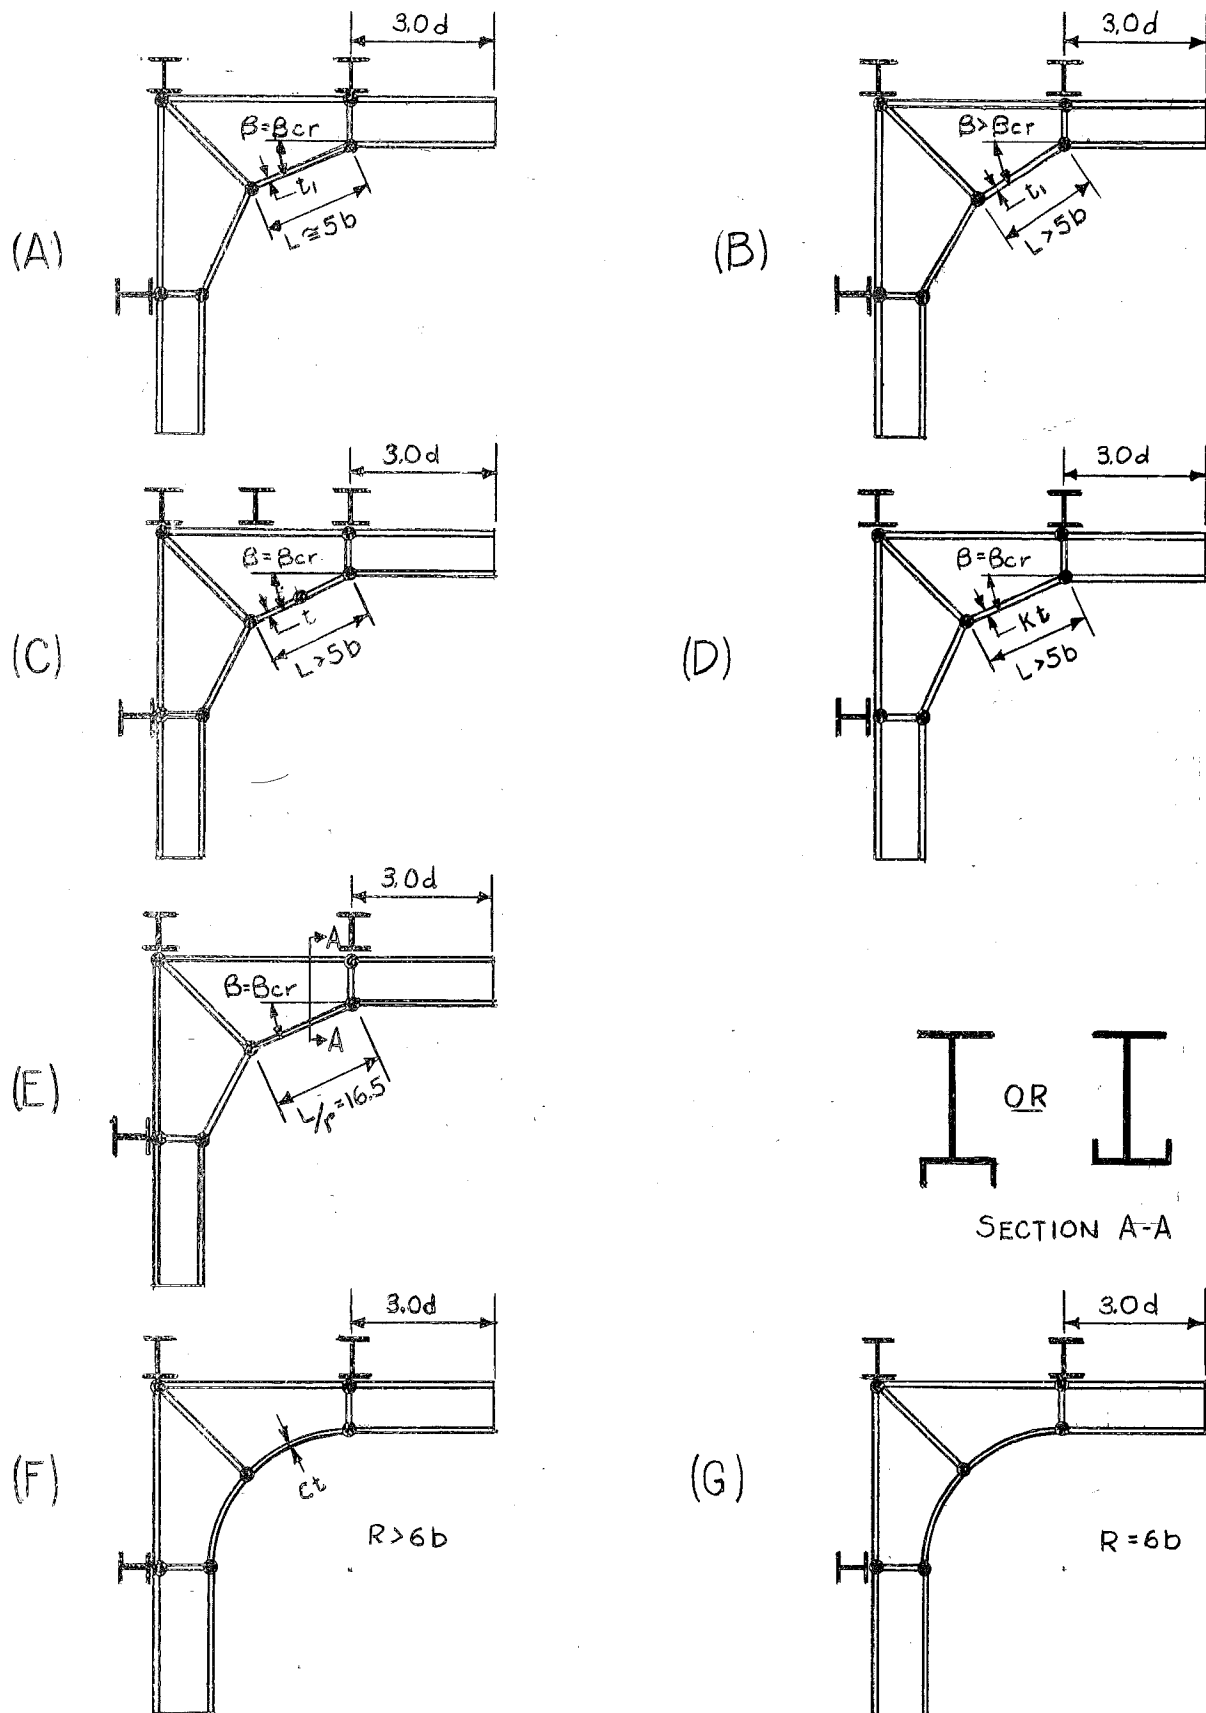 3.0d
3.0d
β=βcr
β>βcr
t₁
t₁
L≅5b
L>5b
(A)
(B)
3.0d
3.0d
β=βcr
β=βcr
t
Kt
L>5b
L>5b
(C)
(D)
3.0d
A
β=βcr
A
L/r=16.5
(E)
OR
SECTION A-A
3.0d
3.0d
ct
(F)
(G)
R>6b
R=6b